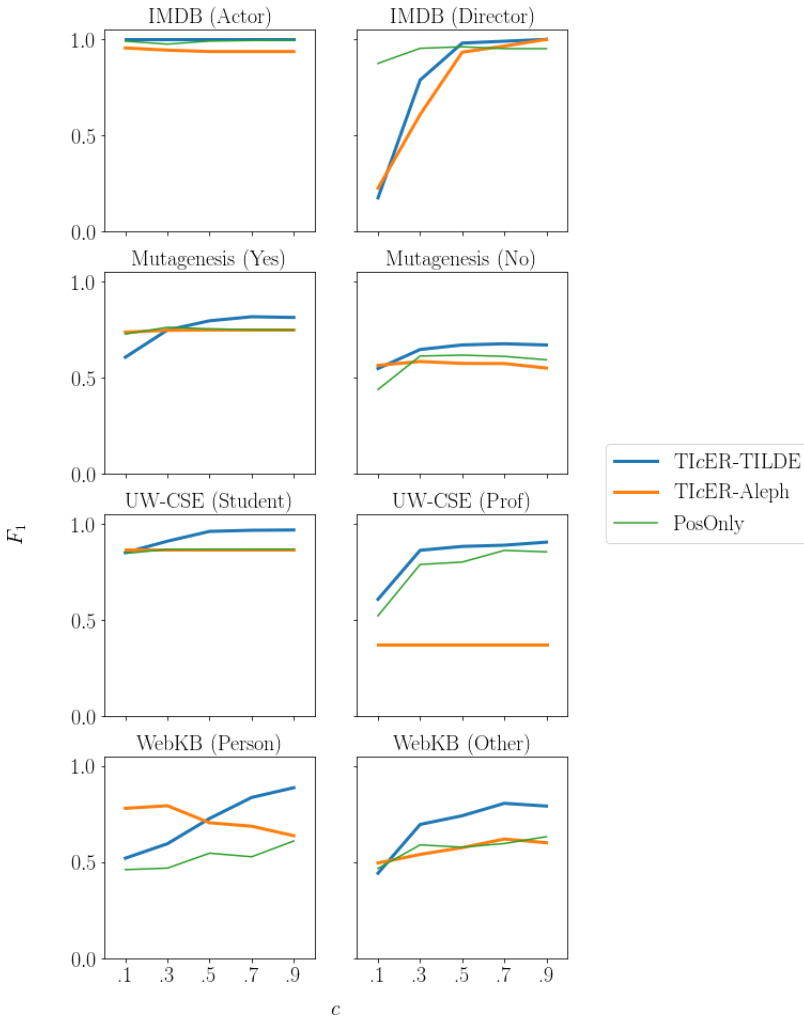 IMDB (Actor)
IMDB (Director)
1.0
0.5
0.0
Mutagenesis (Yes)
Mutagenesis (No)
1.0
0.5
0.0
UW-CSE (Student)
UW-CSE (Prof)
1.0
0.5
0.0
WebKB (Person)
WebKB (Other)
1.0
0.5
0.0
.1 .3 .5 .7 .9
.1 .3 .5 .7 .9
F1
c
TIcER-TILDE
TIcER-Aleph
PosOnly